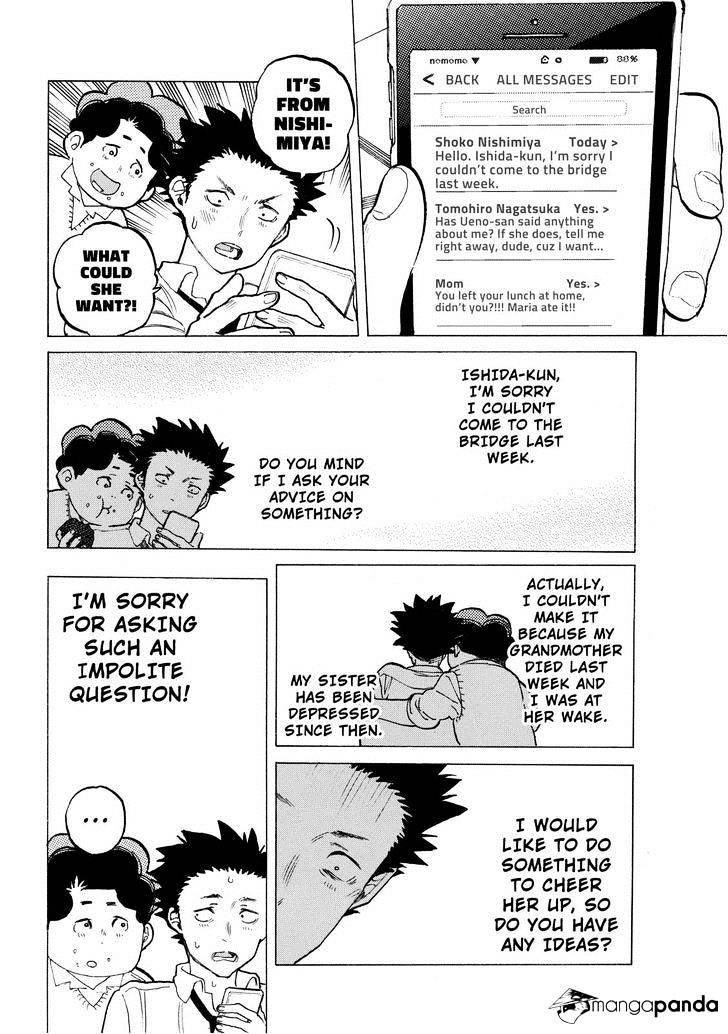 nomomo 88%
< BACK ALL MESSAGES EDIT
Search
Shoko Nishimiya Today >
Hello. Ishida-kun, I'm sorry I
couldn't come to the bridge
last week.
Tomohiro Nagatsuka Yes. >
Has Ueno-san said anything
about me? If she does, tell me
right away, dude, cuz I want...
Mom Yes. >
You left your lunch at home,
didn't you?!!! Maria ate it!!
IT'S
FROM
NISHI-
MIYA!
WHAT
COULD
SHE
WANT?!
ISHIDA-KUN,
I'M SORRY
I COULDN'T
COME TO THE
BRIDGE LAST
WEEK.
DO YOU MIND
IF I ASK YOUR
ADVICE ON
SOMETHING?
ACTUALLY,
I COULDN'T
MAKE IT
BECAUSE MY
GRANDMOTHER
DIED LAST
WEEK AND
I WAS AT
HER WAKE.
MY SISTER
HAS BEEN
DEPRESSED
SINCE THEN.
I WOULD
LIKE TO DO
SOMETHING
TO CHEER
HER UP, SO
DO YOU HAVE
ANY IDEAS?
I'M SORRY
FOR ASKING
SUCH AN
IMPOLITE
QUESTION!
...
mangapanda